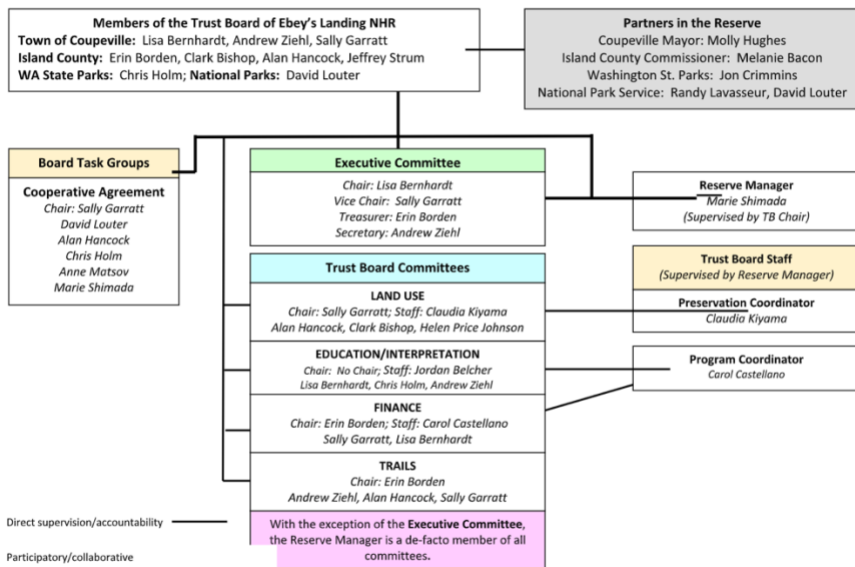 Members of the Trust Board of Ebey's Landing NHR
Town of Coupeville: Lisa Bernhardt, Andrew Ziehl, Sally Garratt
Island County: Erin Borden, Clark Bishop, Alan Hancock, Jeffrey Strum
WA State Parks: Chris Holm; National Parks: David Louter
Partners in the Reserve
Coupeville Mayor: Molly Hughes
Island County Commissioner: Melanie Bacon
Washington St. Parks: Jon Crimmins
National Park Service: Randy Lavasseur, David Louter
Board Task Groups
Cooperative Agreement
Chair: Sally Garratt
David Louter
Alan Hancock
Chris Holm
Anne Matsov
Marie Shimada
Executive Committee
Chair: Lisa Bernhardt
Vice Chair: Sally Garratt
Treasurer: Erin Borden
Secretary: Andrew Ziehl
Reserve Manager
Marie Shimada
(Supervised by TB Chair)
Trust Board Committees
LAND USE
Chair: Sally Garratt; Staff: Claudia Kiyama
Alan Hancock, Clark Bishop, Helen Price Johnson
EDUCATION/INTERPRETATION
Chair: No Chair; Staff: Jordan Belcher
Lisa Bernhardt, Chris Holm, Andrew Ziehl
FINANCE
Chair: Erin Borden; Staff: Carol Castellano
Sally Garratt, Lisa Bernhardt
TRAILS
Chair: Erin Borden
Andrew Ziehl, Alan Hancock, Sally Garratt
With the exception of the Executive Committee,
the Reserve Manager is a de-facto member of all
committees.
Trust Board Staff
(Supervised by Reserve Manager)
Preservation Coordinator
Claudia Kiyama
Program Coordinator
Carol Castellano
Direct supervision/accountability
Participatory/collaborative